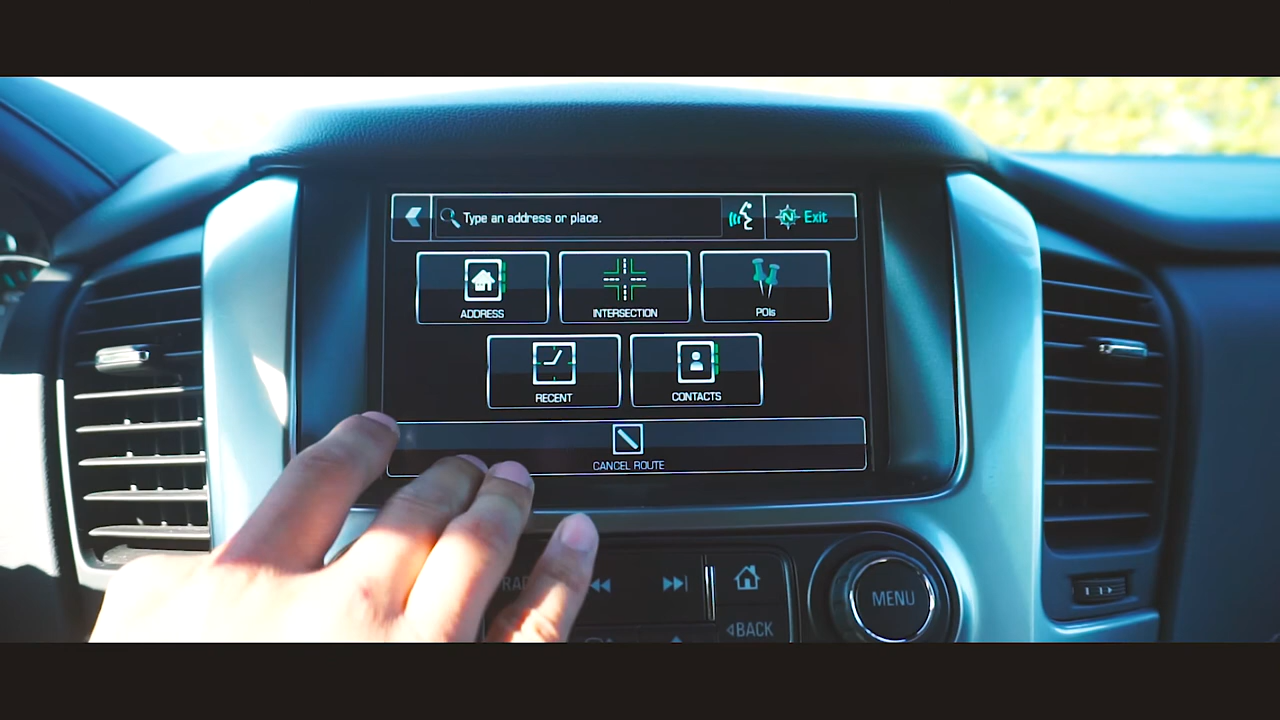 Type an address or place.
N Exit
ADDRESS
INTERSECTION
POIs
RECENT
CONTACTS
CANCEL ROUTE
MENU
BACK